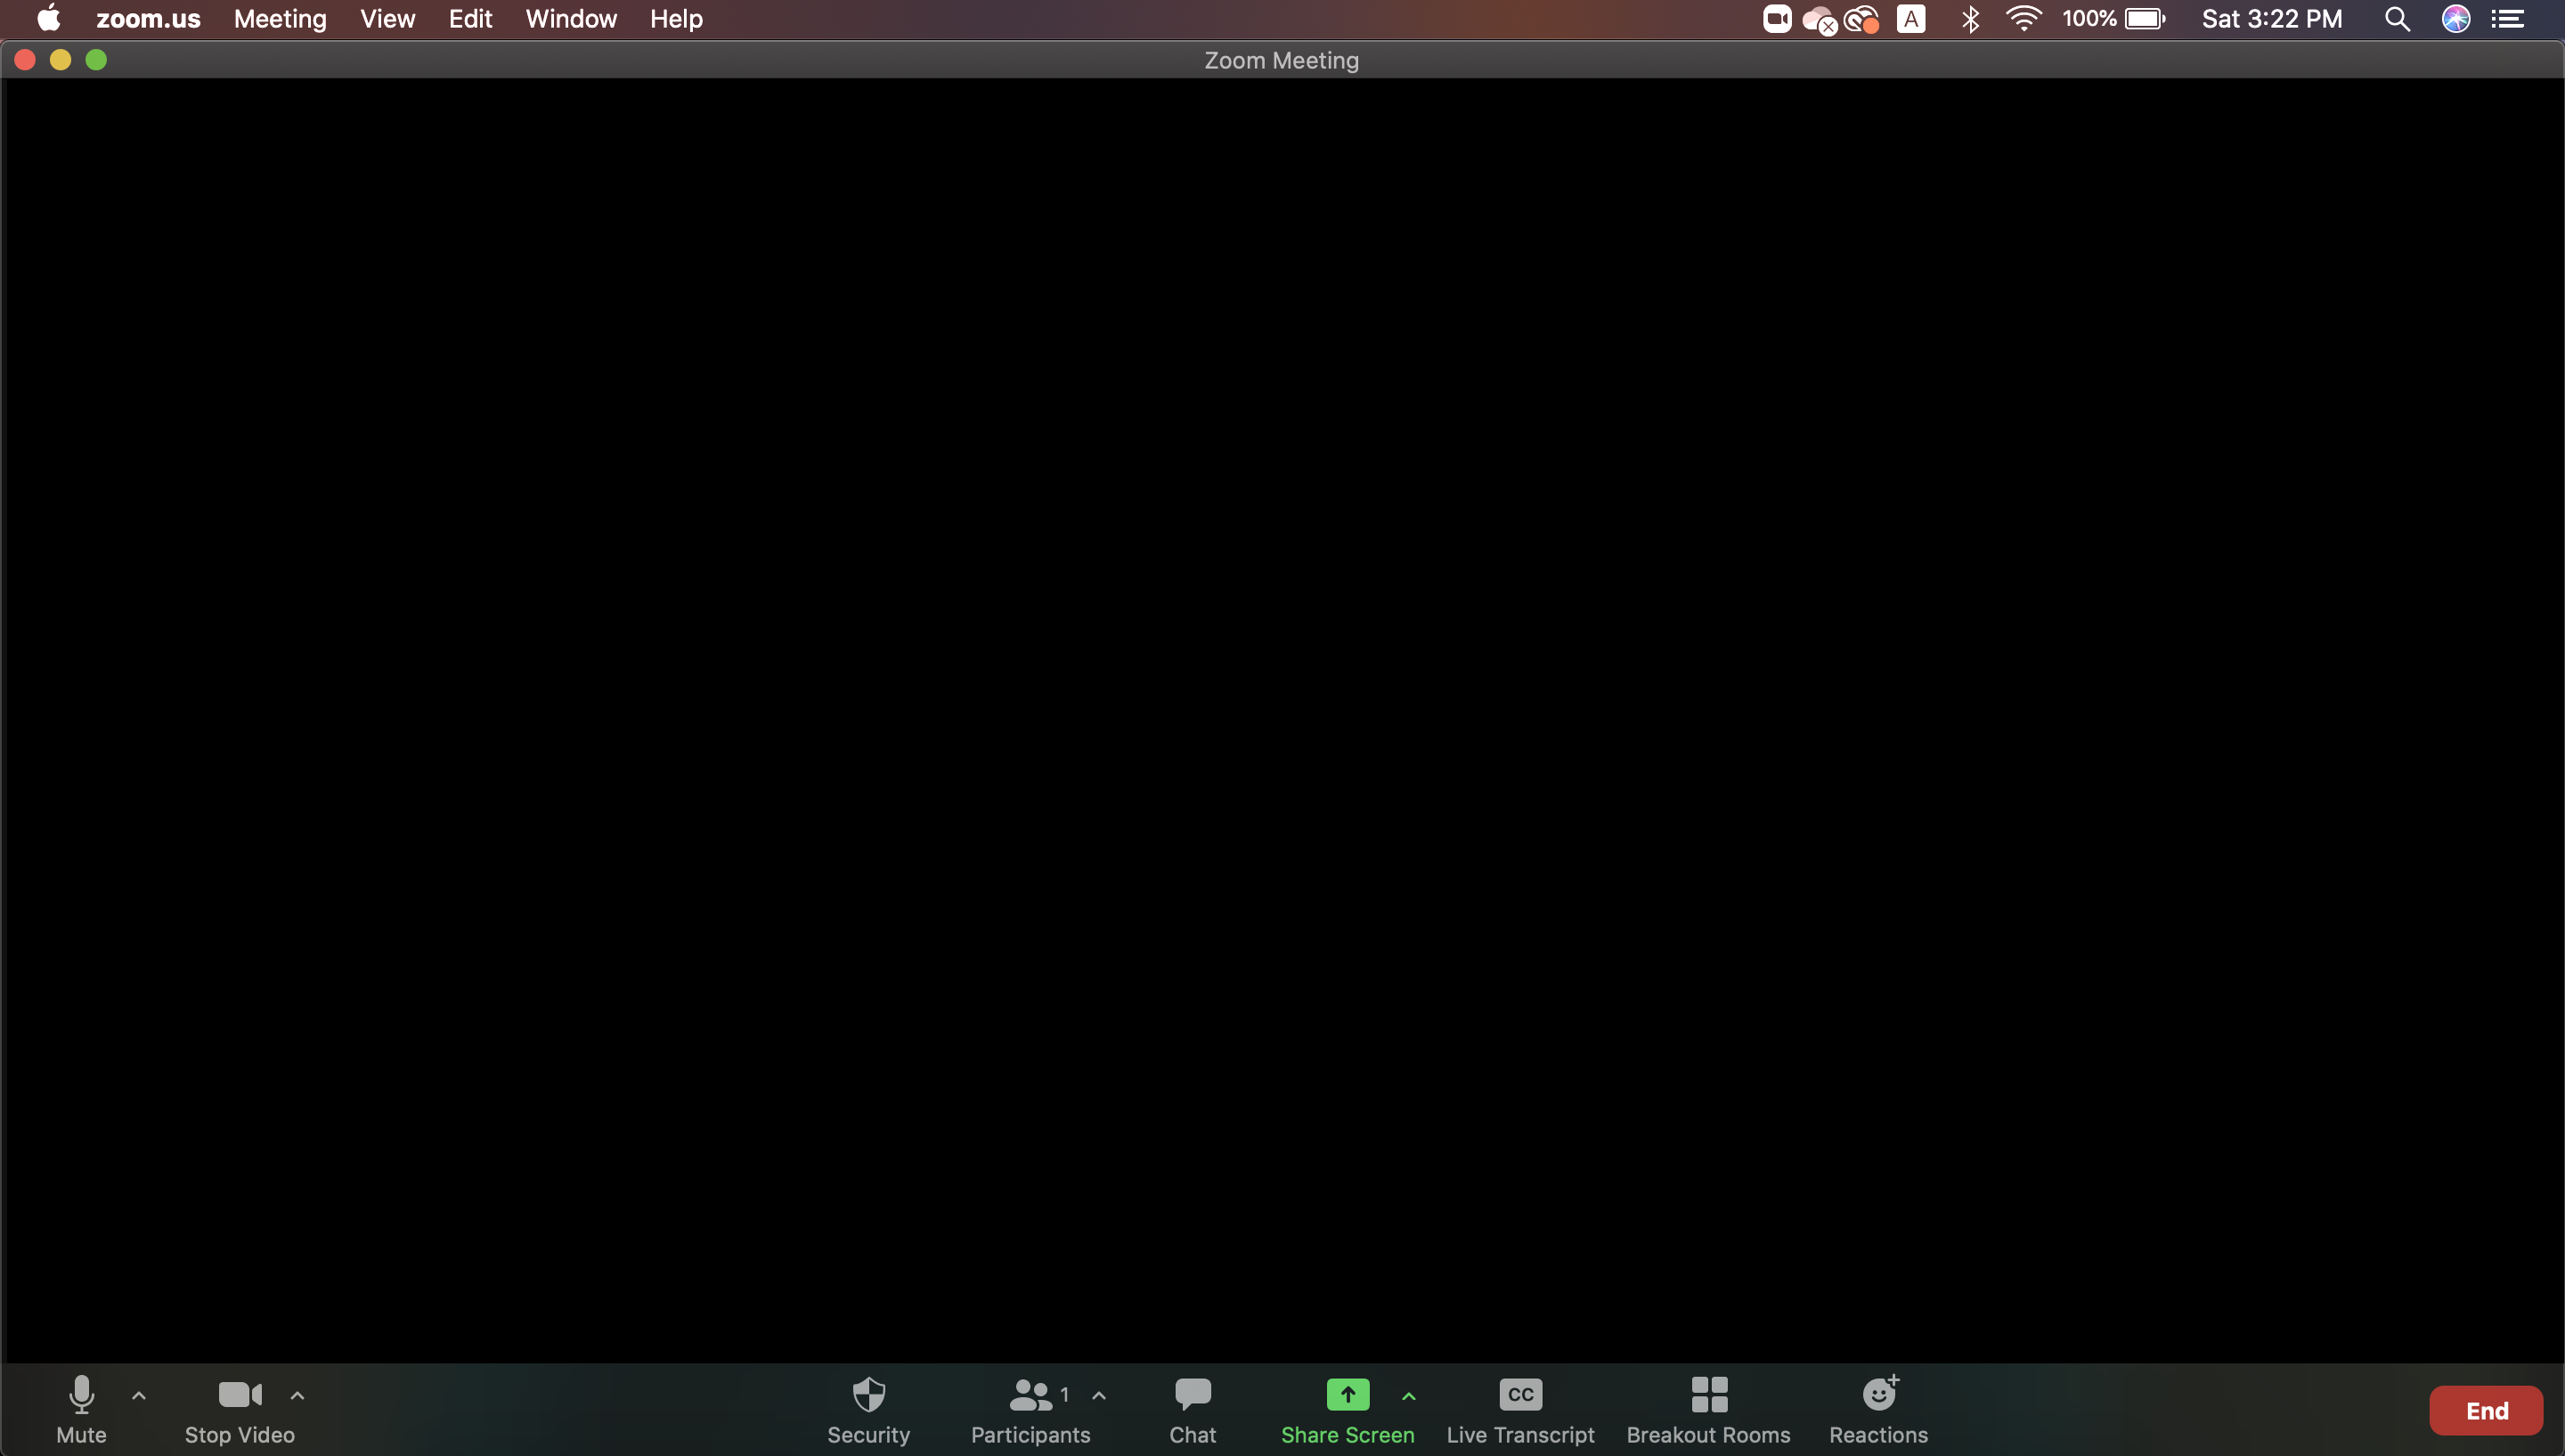 zoom.us Meeting View Edit Window Help A 100% Sat 3:22 PM
Zoom Meeting
1 CC
Mute Stop Video Security Participants Chat Share Screen Live Transcript Breakout Rooms Reactions End